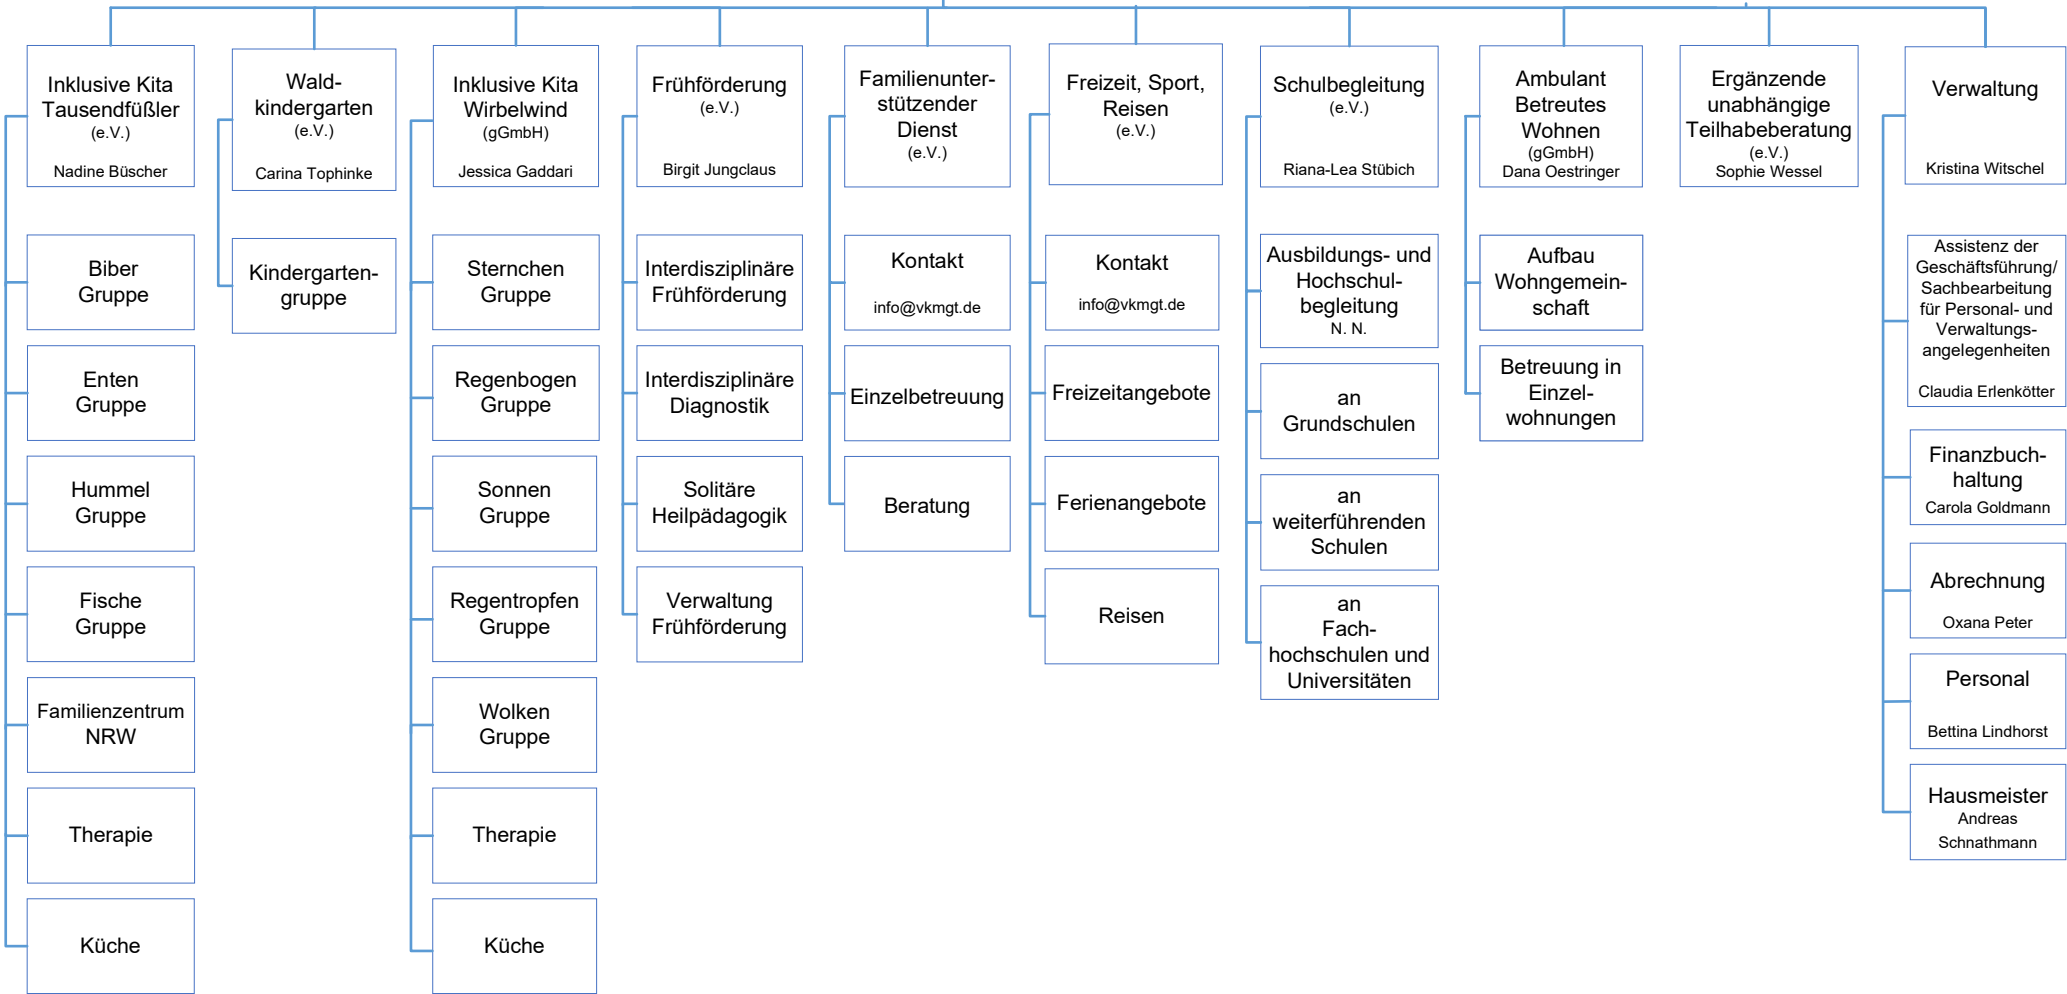 Inklusive Kita
Tausendfüßler
(e.V.)
Nadine Büscher
Biber
Gruppe
Enten
Gruppe
Hummel
Gruppe
Fische
Gruppe
Familienzentrum
NRW
Therapie
Küche
Wald-
kindergarten
(e.V.)
Carina Tophinke
Kindergarten-
gruppe
Inklusive Kita
Wirbelwind
(gGmbH)
Jessica Gaddari
Sternchen
Gruppe
Regenbogen
Gruppe
Sonnen
Gruppe
Regentropfen
Gruppe
Wolken
Gruppe
Therapie
Küche
Frühförderung
(e.V.)
Birgit Jungclaus
Interdisziplinäre
Frühförderung
Interdisziplinäre
Diagnostik
Solitäre
Heilpädagogik
Verwaltung
Frühförderung
Familienunter-
stützender
Dienst
(e.V.)
Kontakt
info@vkmgt.de
Einzelbetreuung
Beratung
Freizeit, Sport,
Reisen
(e.V.)
Kontakt
info@vkmgt.de
Freizeitangebote
Ferienangebote
Reisen
Schulbegleitung
(e.V.)
Riana-Lea Stübich
Ausbildungs- und
Hochschul-
begleitung
N. N.
an
Grundschulen
an
weiterführenden
Schulen
an
Fach-
hochschulen und
Universitäten
Ambulant
Betreutes
Wohnen
(gGmbH)
Dana Oestringer
Aufbau
Wohngemein-
schaft
Betreuung in
Einzel-
wohnungen
Ergänzende
unabhängige
Teilhabeberatung
(e.V.)
Sophie Wessel
Verwaltung
Kristina Witschel
Assistenz der
Geschäftsführung/
Sachbearbeitung
für Personal- und
Verwaltungs-
angelegenheiten
Claudia Erlenkötter
Finanzbuch-
haltung
Carola Goldmann
Abrechnung
Oxana Peter
Personal
Bettina Lindhorst
Hausmeister
Andreas
Schnathmann